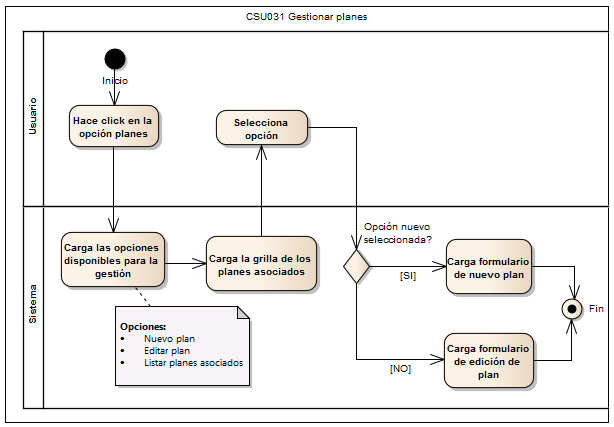 CSU031 Gestionar planes
Usuario
Inicio
Hace click en la
opción planes
Selecciona
opción
Sistema
Carga las opciones
disponibles para la
gestión
Carga la grilla de los
planes asociados
Opción nuevo
seleccionada?
[SI]
Carga formulario
de nuevo plan
Fin
[NO]
Carga formulario
de edición de
plan
Opciones:
• Nuevo plan
• Editar plan
• Listar planes asociados